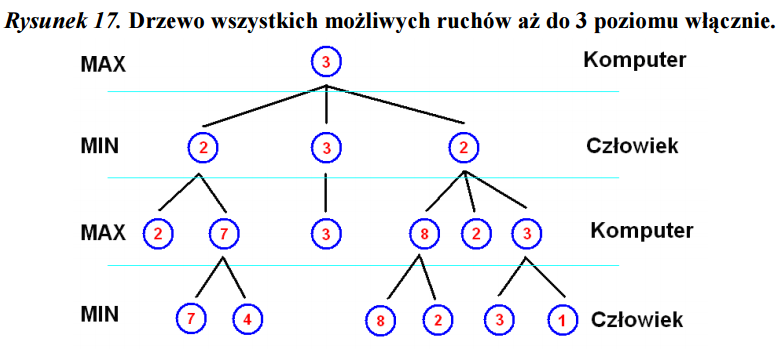 Rysunek 17. Drzewo wszystkich możliwych ruchów aż do 3 poziomu włącznie.
MAX 3 Komputer
MIN 2 3 2 Człowiek
MAX 2 7 3 8 2 3 Komputer
MIN 7 4 8 2 3 1 Człowiek